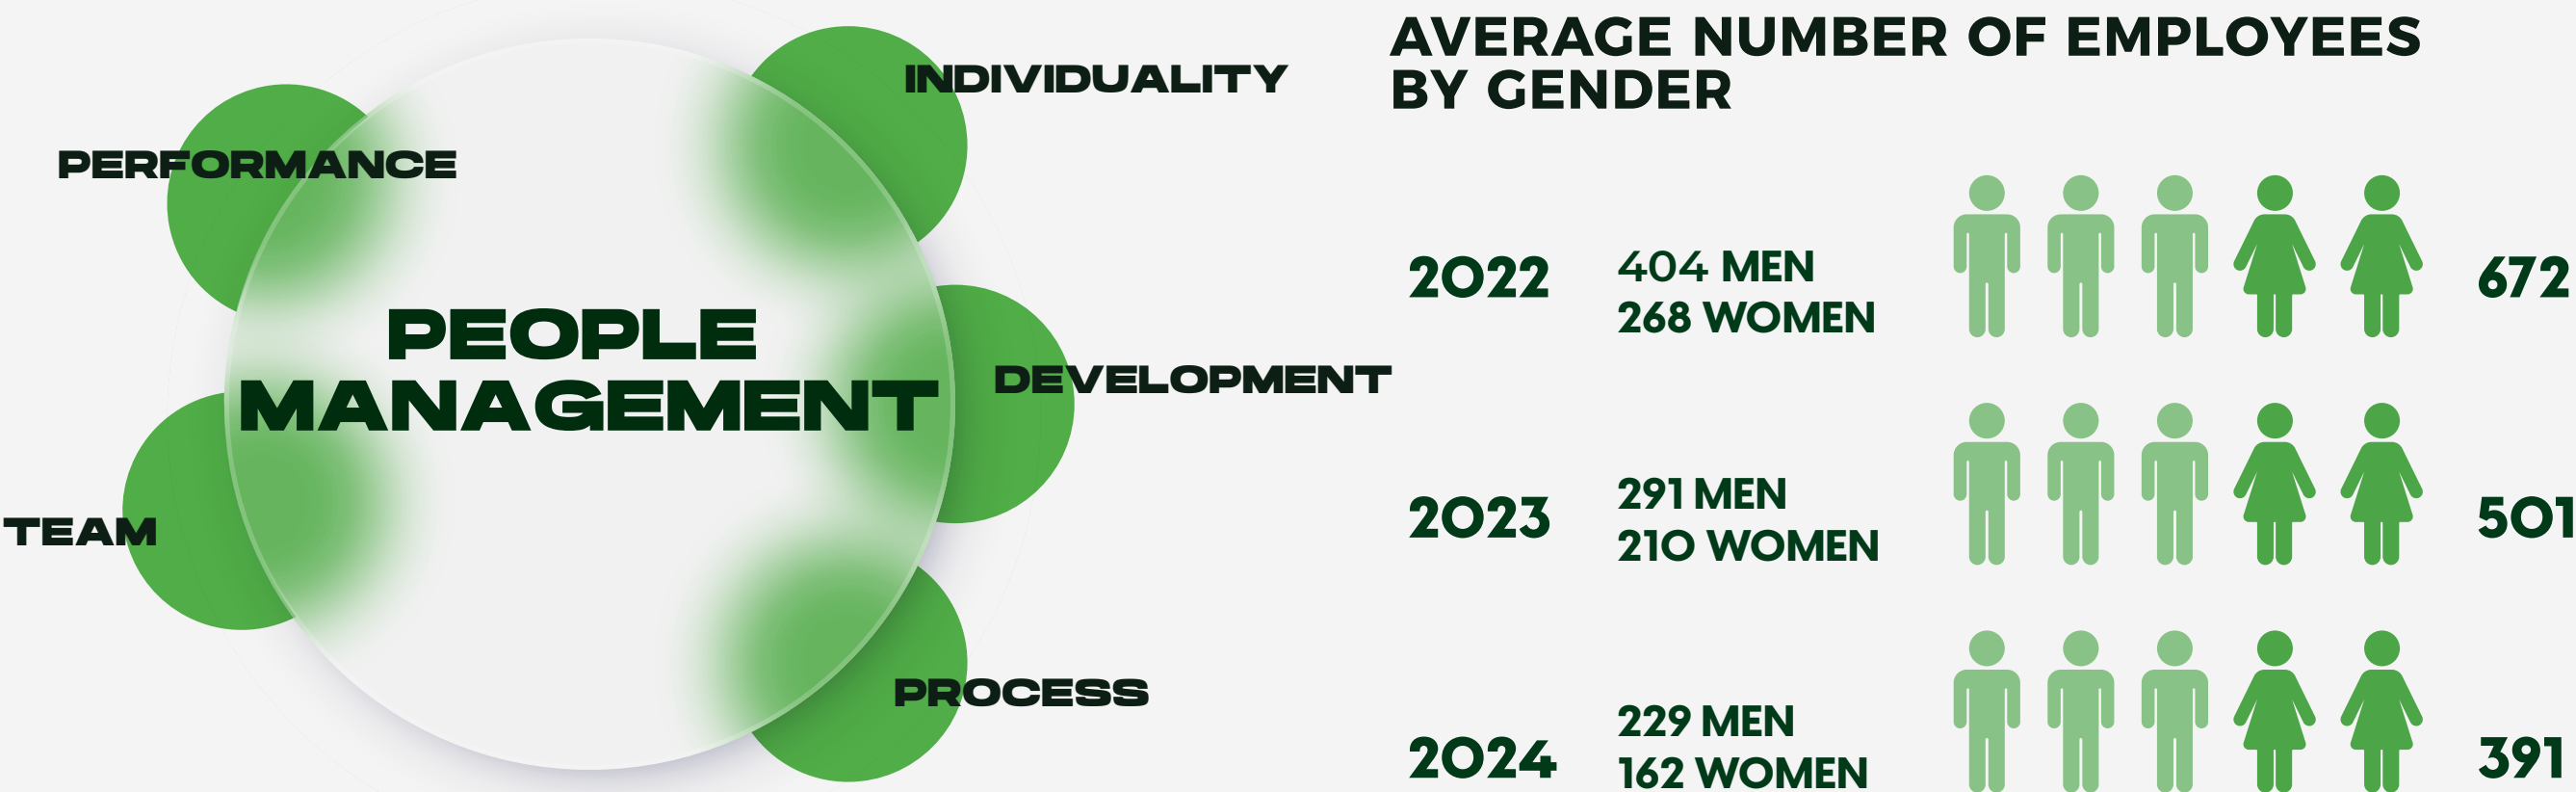 PERFORMANCE
INDIVIDUALITY
PEOPLE
MANAGEMENT
DEVELOPMENT
TEAM
PROCESS
AVERAGE NUMBER OF EMPLOYEES
BY GENDER
2022
404 MEN
268 WOMEN
672
2023
291 MEN
210 WOMEN
501
2024
229 MEN
162 WOMEN
391